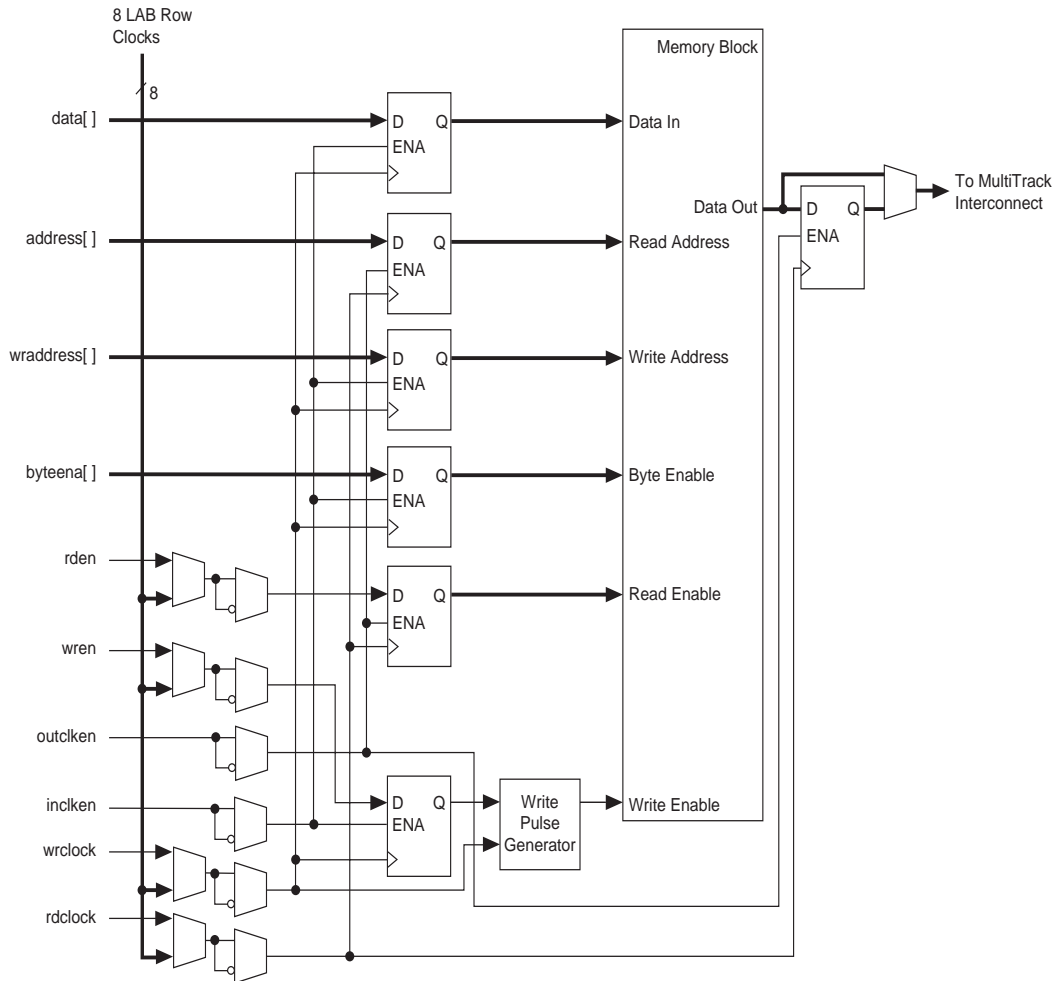 8 LAB Row
Clocks
8
data[ ]
D Q
ENA
Memory Block
Data In
Data Out
D Q
ENA
To MultiTrack
Interconnect
address[ ]
D Q
ENA
Read Address
wraddress[ ]
D Q
ENA
Write Address
byteena[ ]
D Q
ENA
Byte Enable
rden
D Q
ENA
Read Enable
wren
outclken
inclken
D Q
ENA
Write
Pulse
Generator
Write Enable
wrclock
rdclock